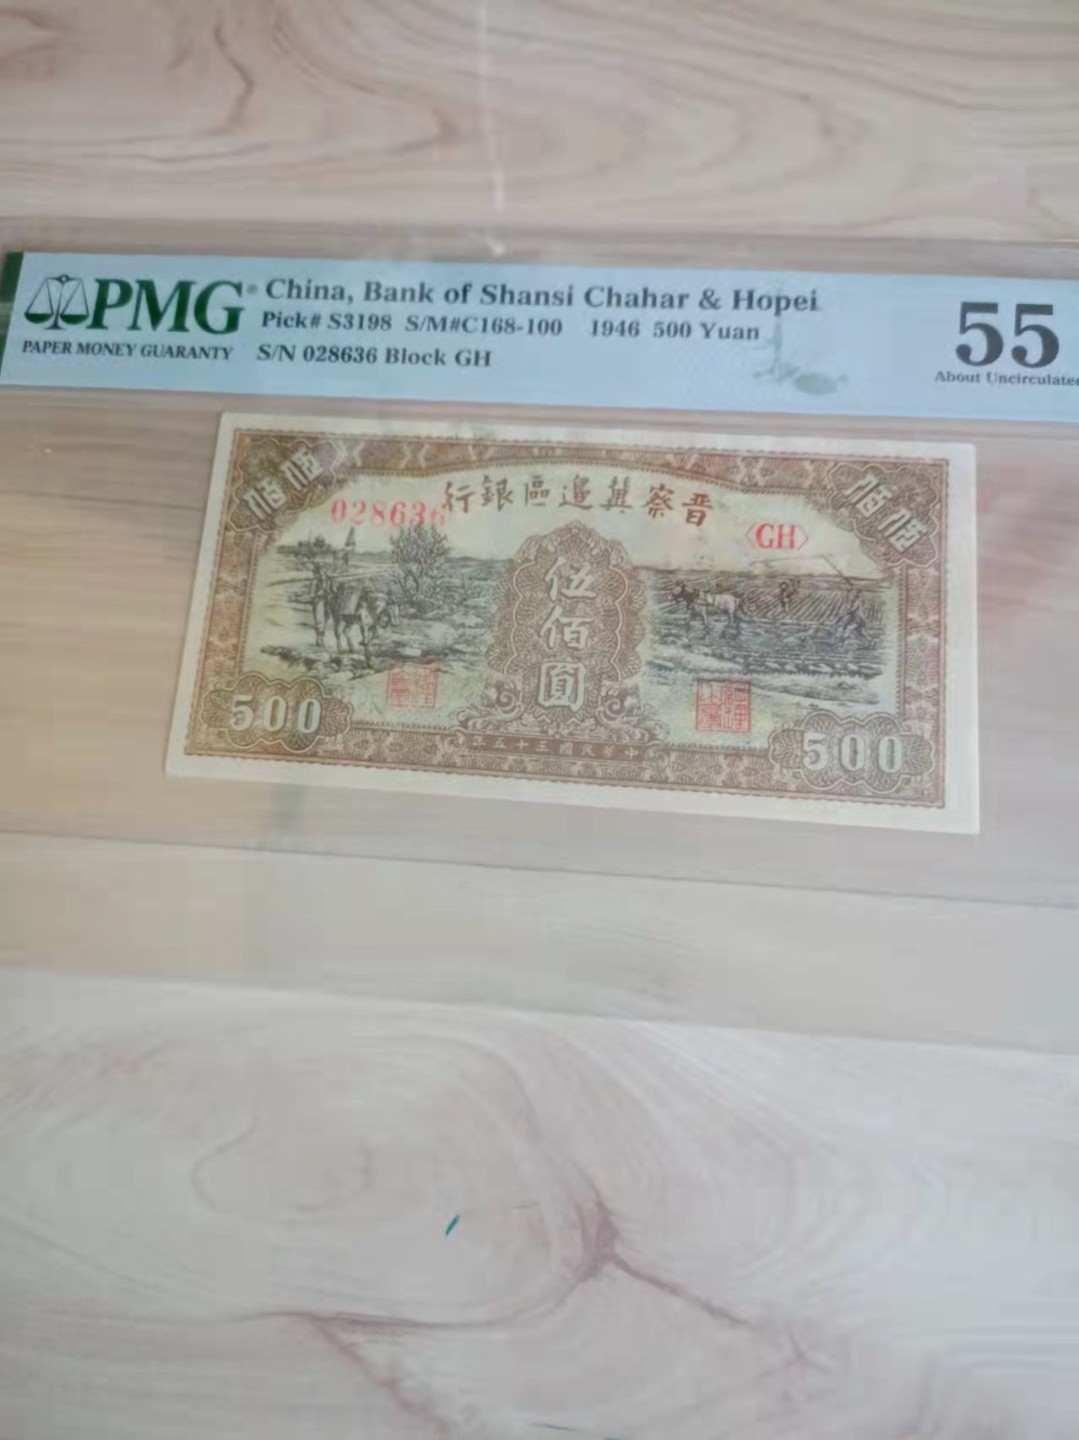 PMG
PAPER MONEY GUARANTY
China, Bank of Shansi Chahar & Hopei
Pick# S3198 S/M#C168-100 1946 500 Yuan
S/N 028636 Block GH
55
About Uncirculated
行銀區邊冀察晉
028636
〈GH〉
伍佰
伍佰
伍佰圓
500
500
年五十三國民華中